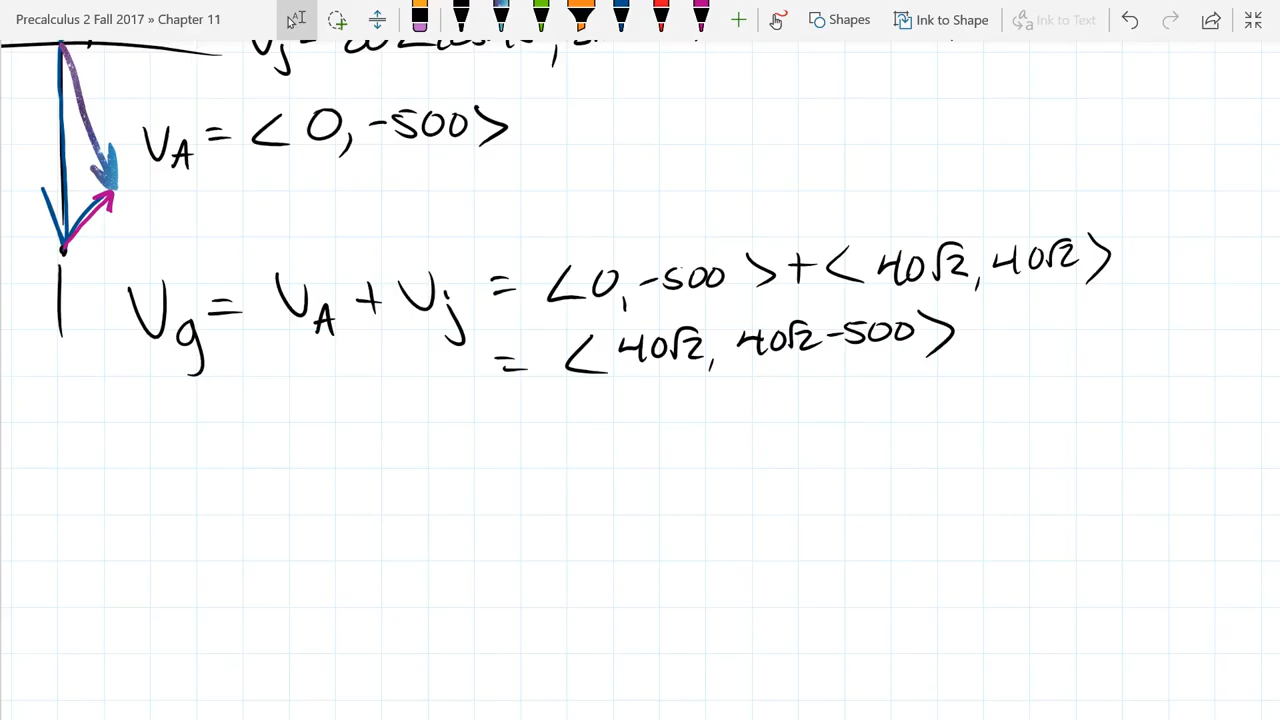 Precalculus 2 Fall 2017 » Chapter 11
Shapes
Ink to Shape
Ink to Text
V_j =
V_A = < 0, -500 >
V_g = V_A + V_j = < 0, -500 > + < 40√2, 40√2 >
= < 40√2, 40√2 - 500 >